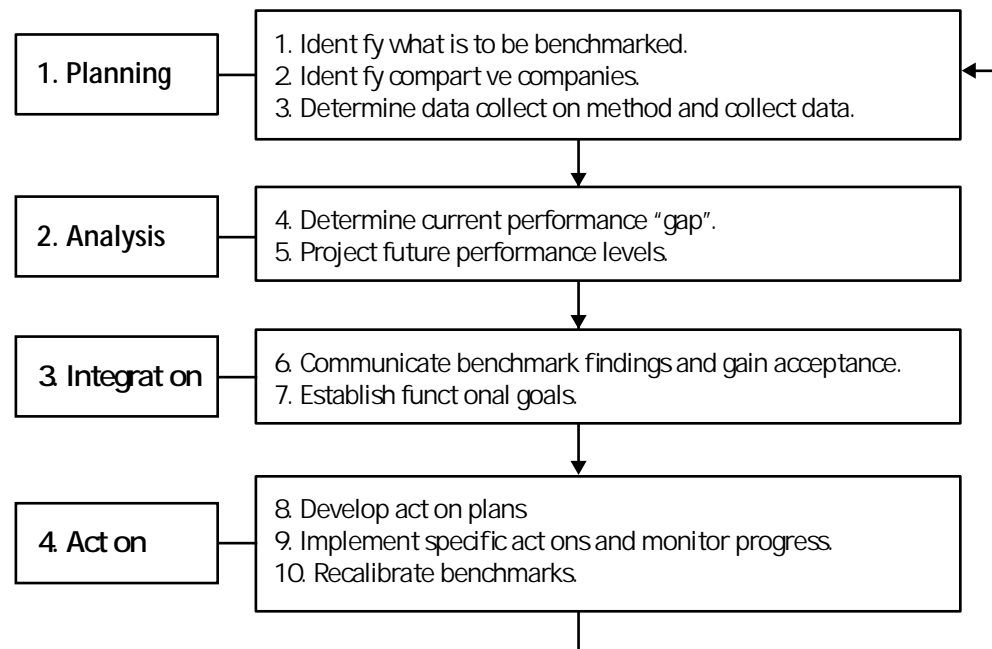 1. Planning
1. Ident fy what is to be benchmarked.
2. Ident fy compart ve companies.
3. Determine data collect on method and collect data.
2. Analysis
4. Determine current performance “gap”.
5. Project future performance levels.
3. Integrat on
6. Communicate benchmark findings and gain acceptance.
7. Establish funct onal goals.
4. Act on
8. Develop act on plans
9. Implement specific act ons and monitor progress.
10. Recalibrate benchmarks.